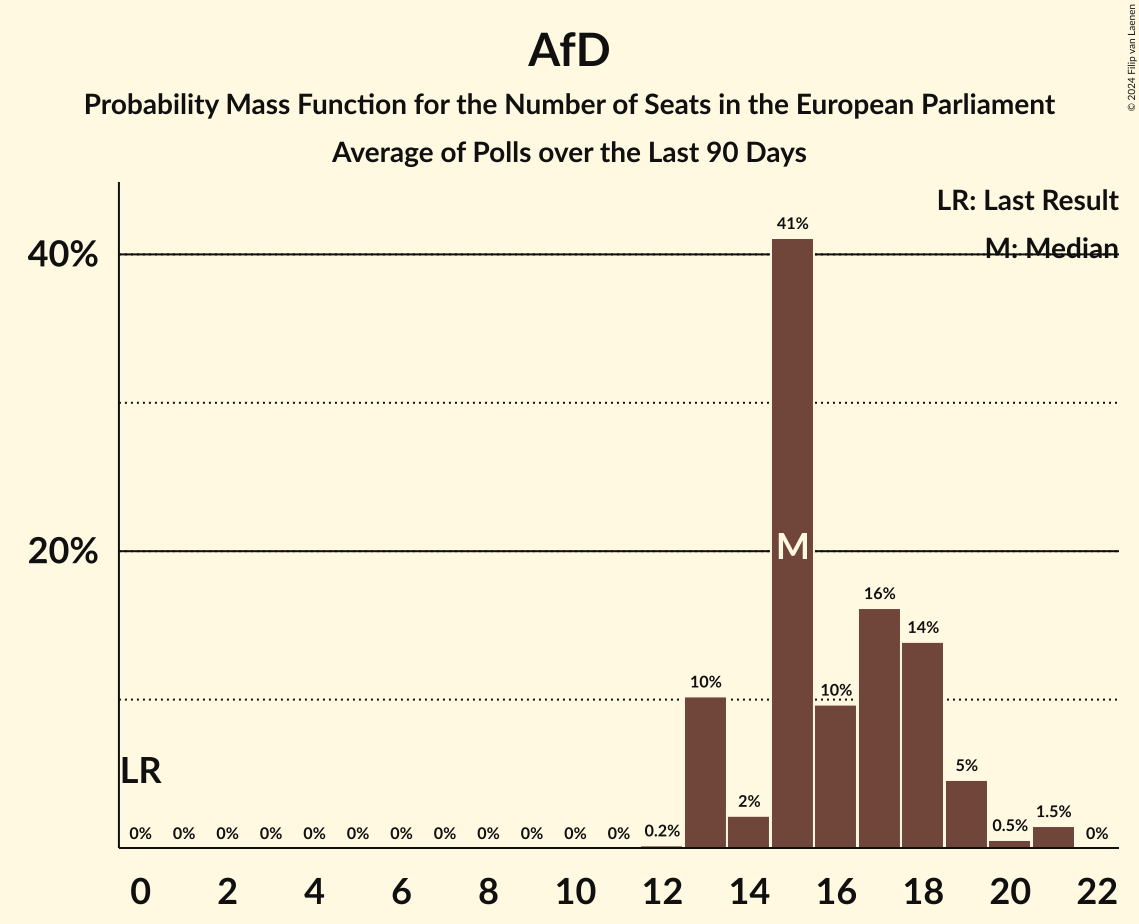 AfD
Probability Mass Function for the Number of Seats in the European Parliament
Average of Polls over the Last 90 Days
© 2024 Filip van Laenen
LR: Last Result
M: Median
40%
20%
41%
M
16%
14%
10%
10%
LR
5%
2%
1.5%
0% 0% 0% 0% 0% 0% 0% 0% 0% 0% 0% 0% 0.2% 0.5% 0%
0 2 4 6 8 10 12 14 16 18 20 22